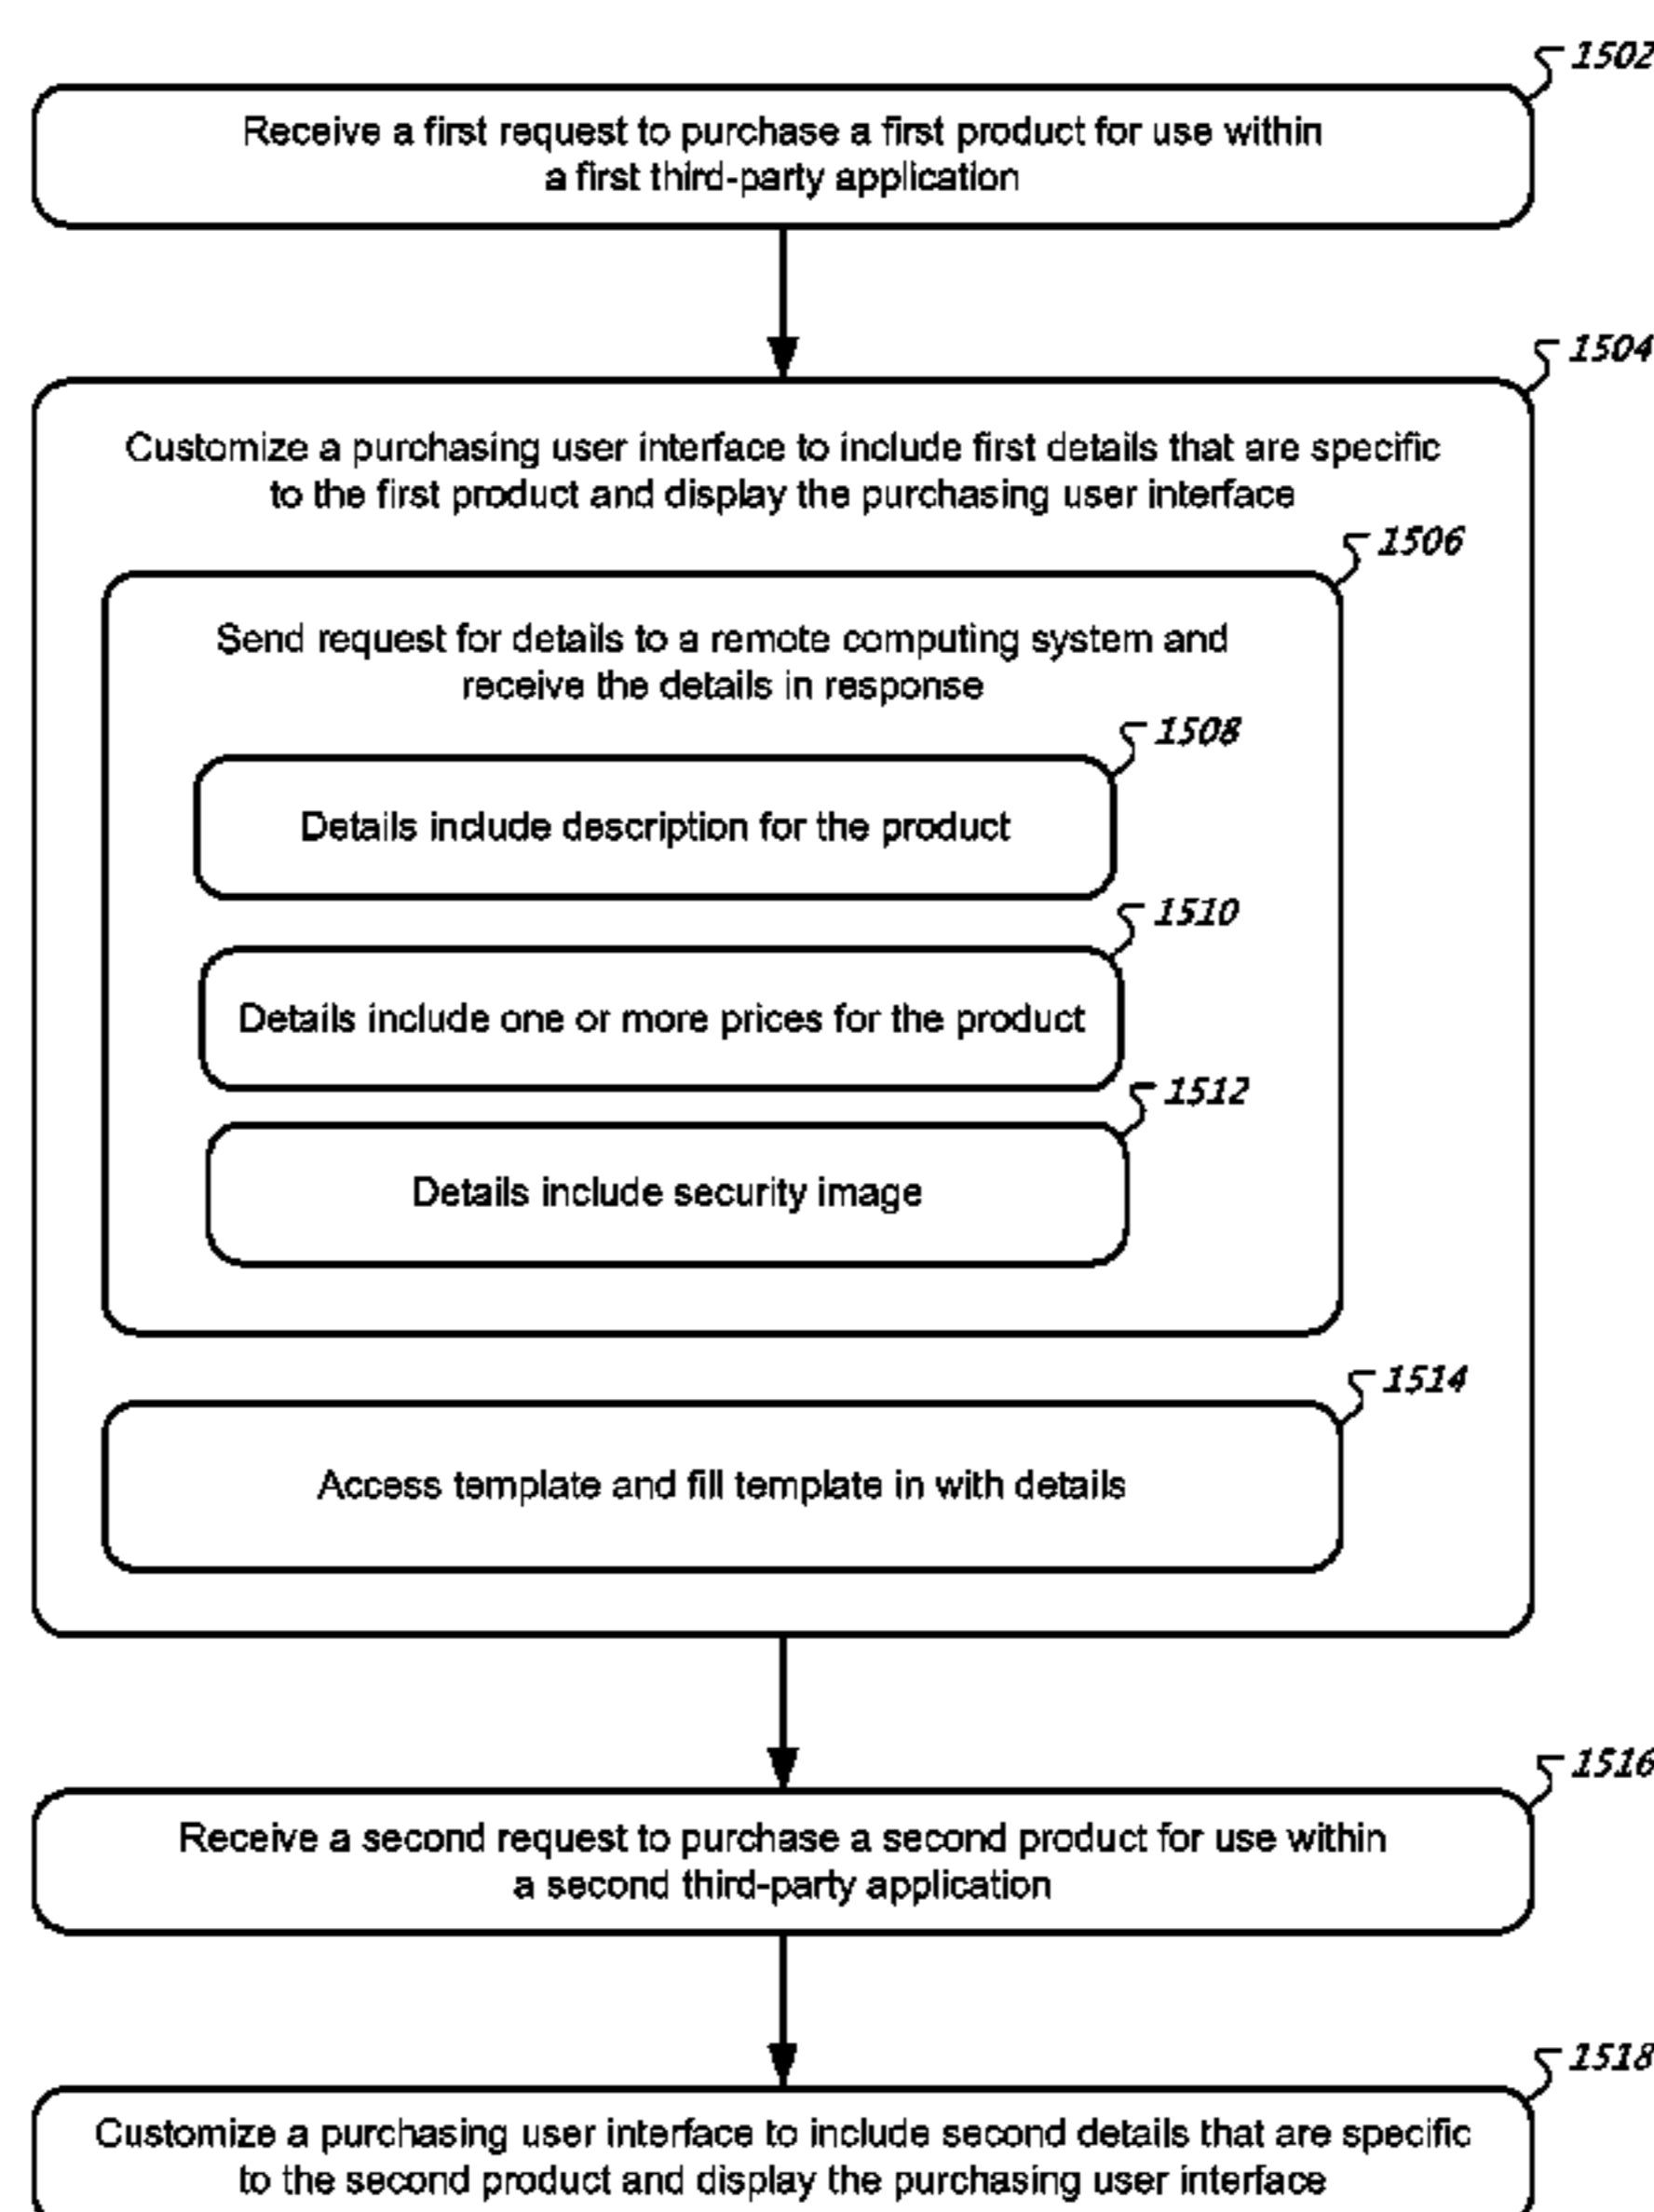 1502
Receive a first request to purchase a first product for use within
a first third-party application
1504
Customize a purchasing user interface to include first details that are specific
to the first product and display the purchasing user interface
1506
Send request for details to a remote computing system and
receive the details in response
1508
Details include description for the product
1510
Details include one or more prices for the product
1512
Details include security image
1514
Access template and fill template in with details
1516
Receive a second request to purchase a second product for use within
a second third-party application
1518
Customize a purchasing user interface to include second details that are specific
to the second product and display the purchasing user interface